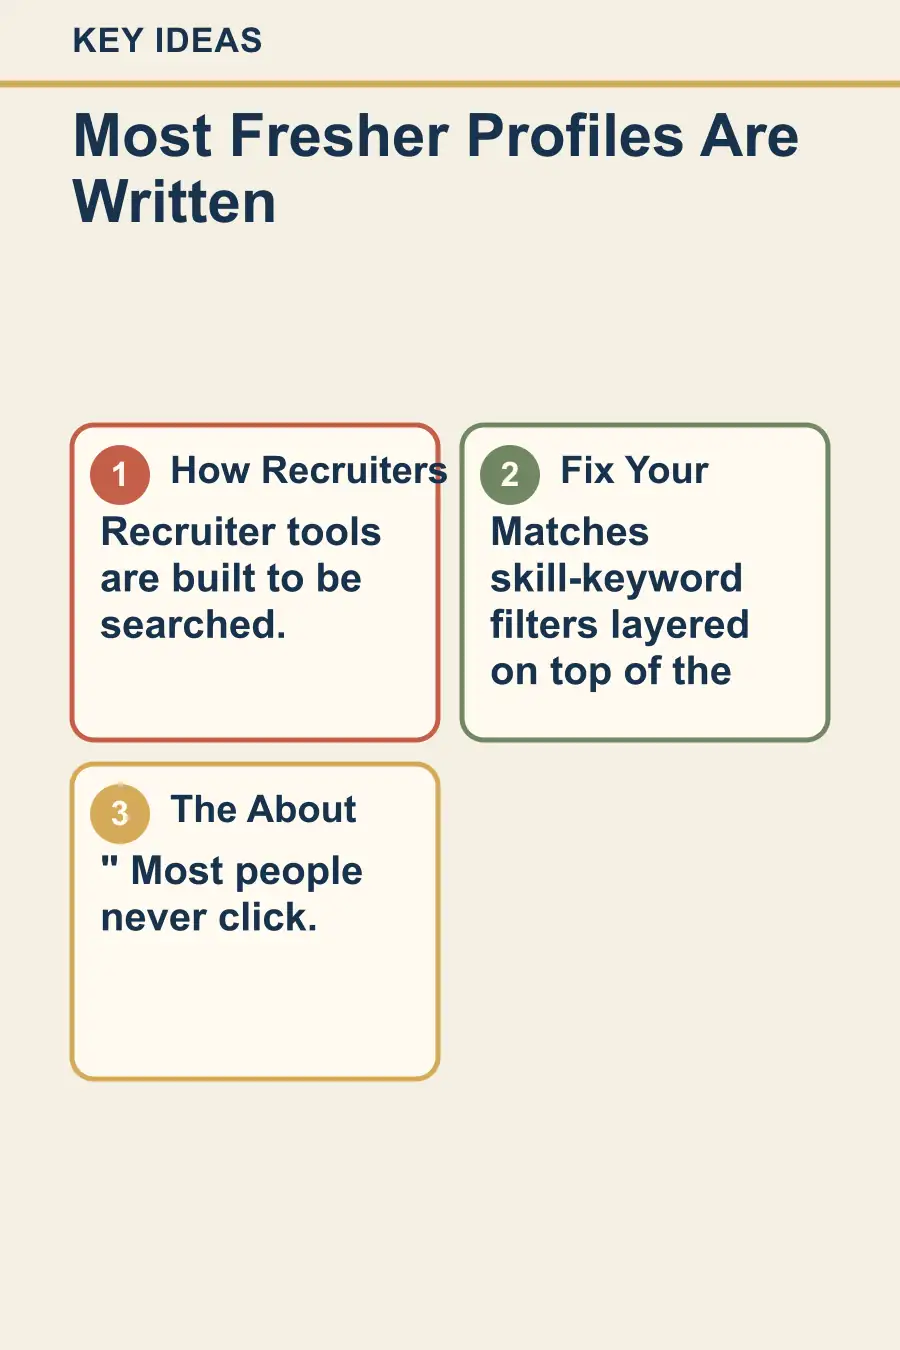 KEY IDEAS
Most Fresher Profiles Are
Written
1 How Recruiters
Recruiter tools
are built to be
searched.
2 Fix Your
Matches
skill-keyword
filters layered
on top of the
3 The About
" Most people
never click.